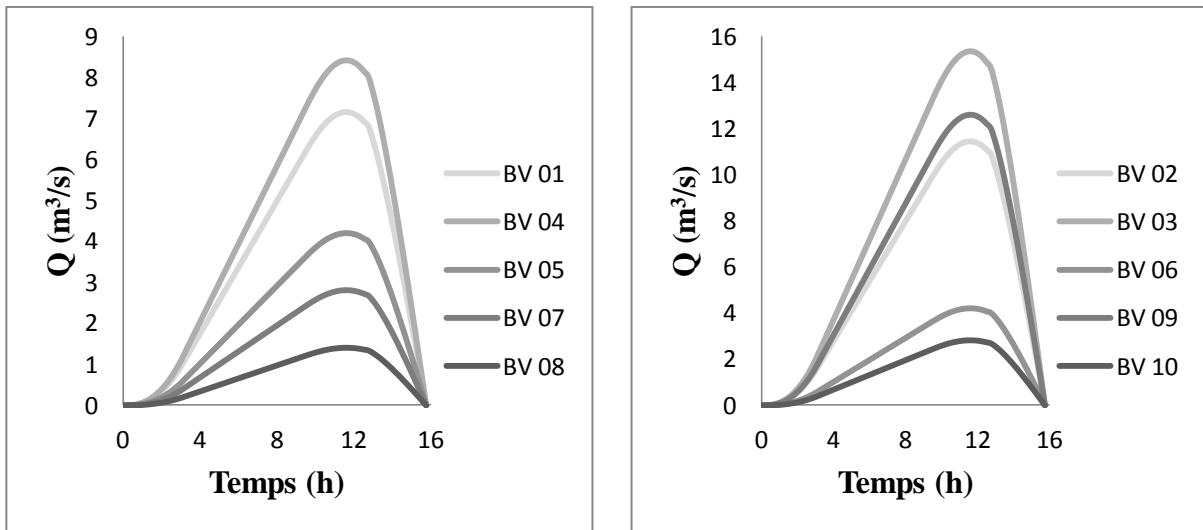 9
8
7
6
5
4
3
2
1
0
Q (m³/s)
0 4 8 12 16
Temps (h)
BV 01
BV 04
BV 05
BV 07
BV 08
16
14
12
10
8
6
4
2
0
Q (m³/s)
0 4 8 12 16
Temps (h)
BV 02
BV 03
BV 06
BV 09
BV 10